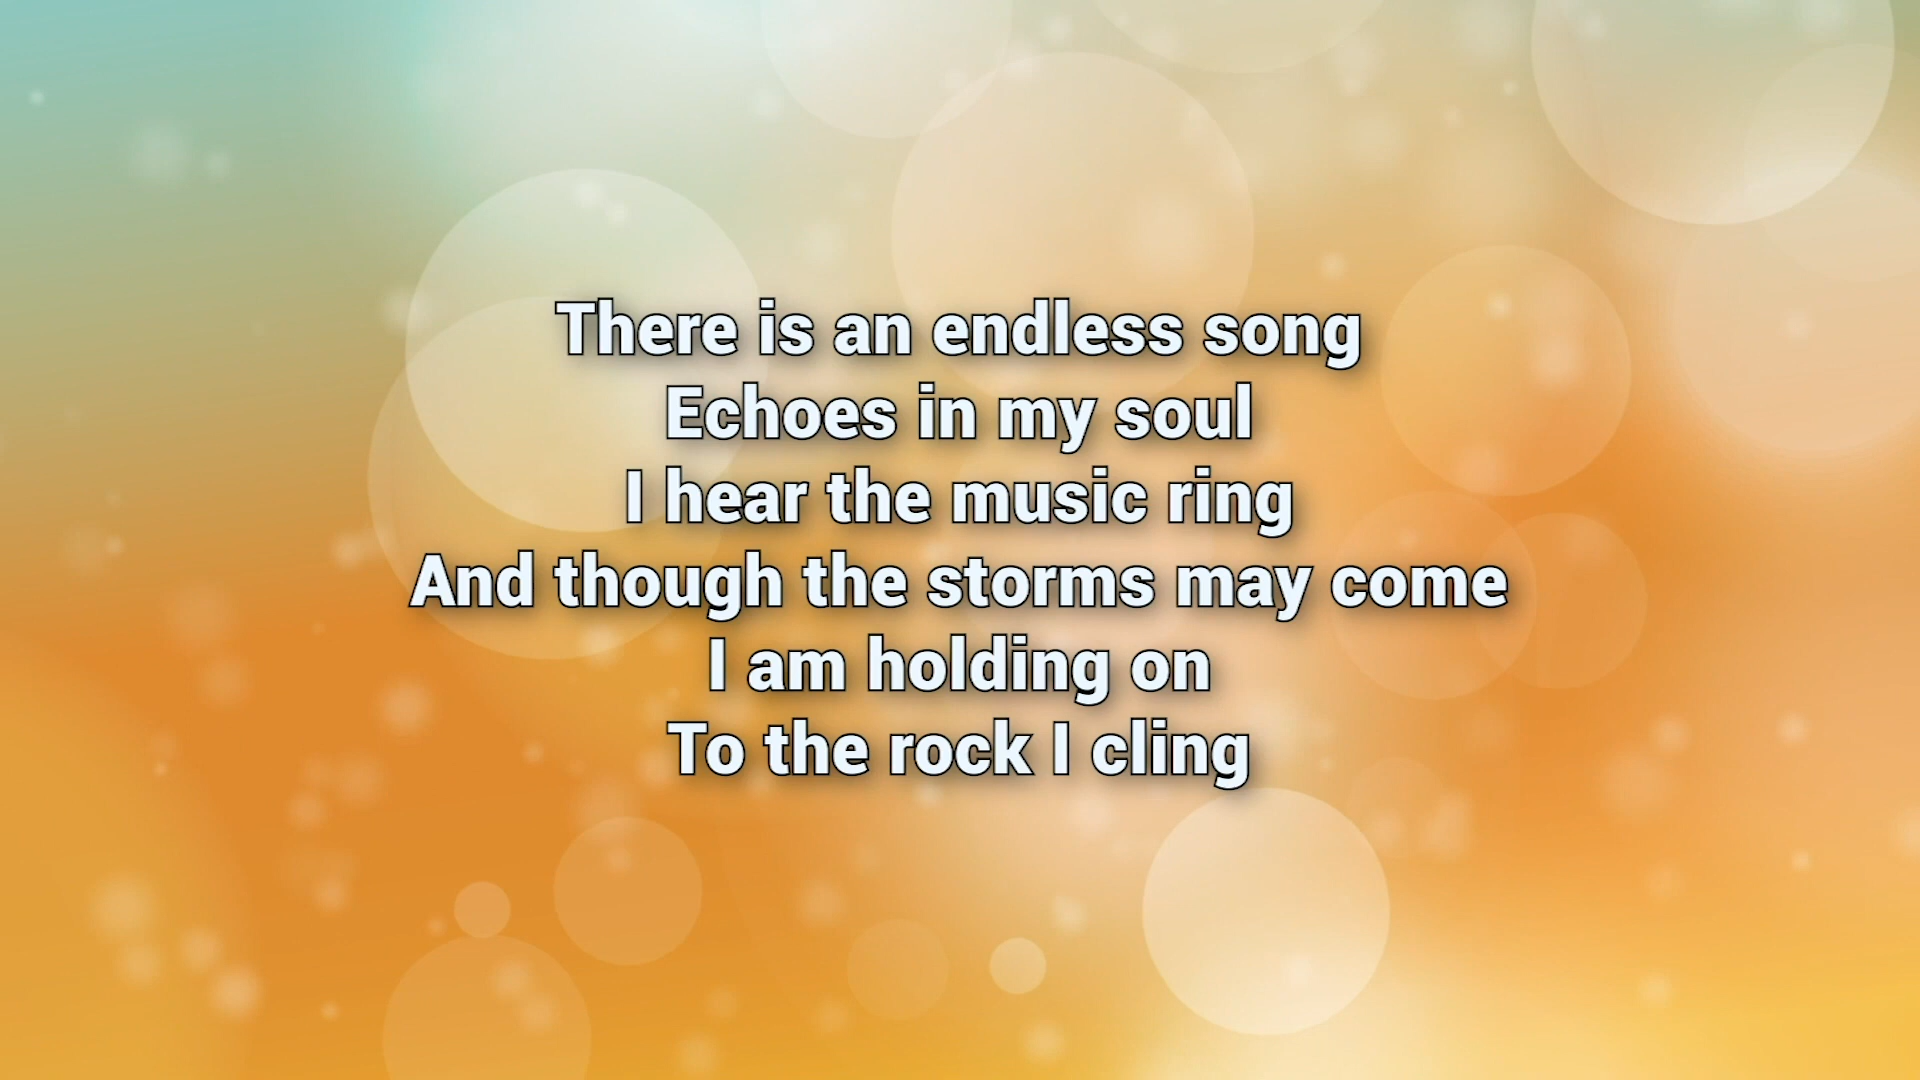 There is an endless song
Echoes in my soul
I hear the music ring
And though the storms may come
I am holding on
To the rock I cling